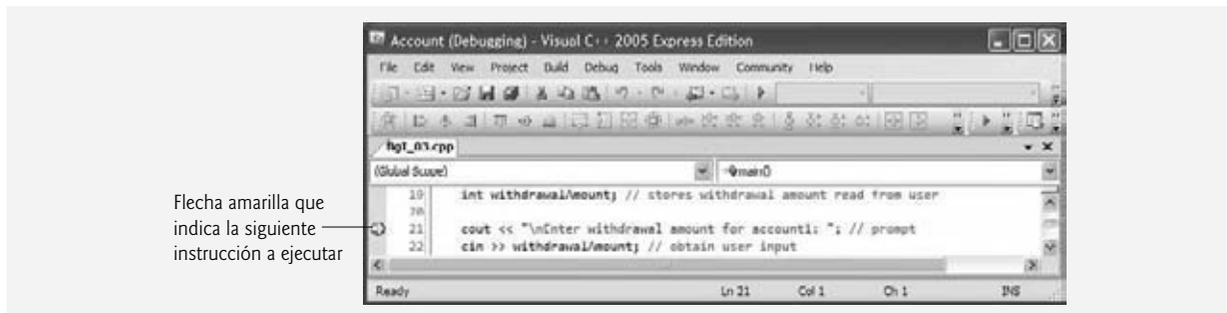 Account (Debugging) - Visual C++ 2005 Express Edition
File Edit View Project Build Debug Tools Window Community Help
fig1_03.cpp
(Global Scope) main()
Flecha amarilla que
indica la siguiente
instrucción a ejecutar
19 int withdrawalAmount; // stores withdrawal amount read from user
20
21 cout << "\nEnter withdrawal amount for account1: "; // prompt
22 cin >> withdrawalAmount; // obtain user input
Ready Ln 21 Col 1 Ch 1 INS